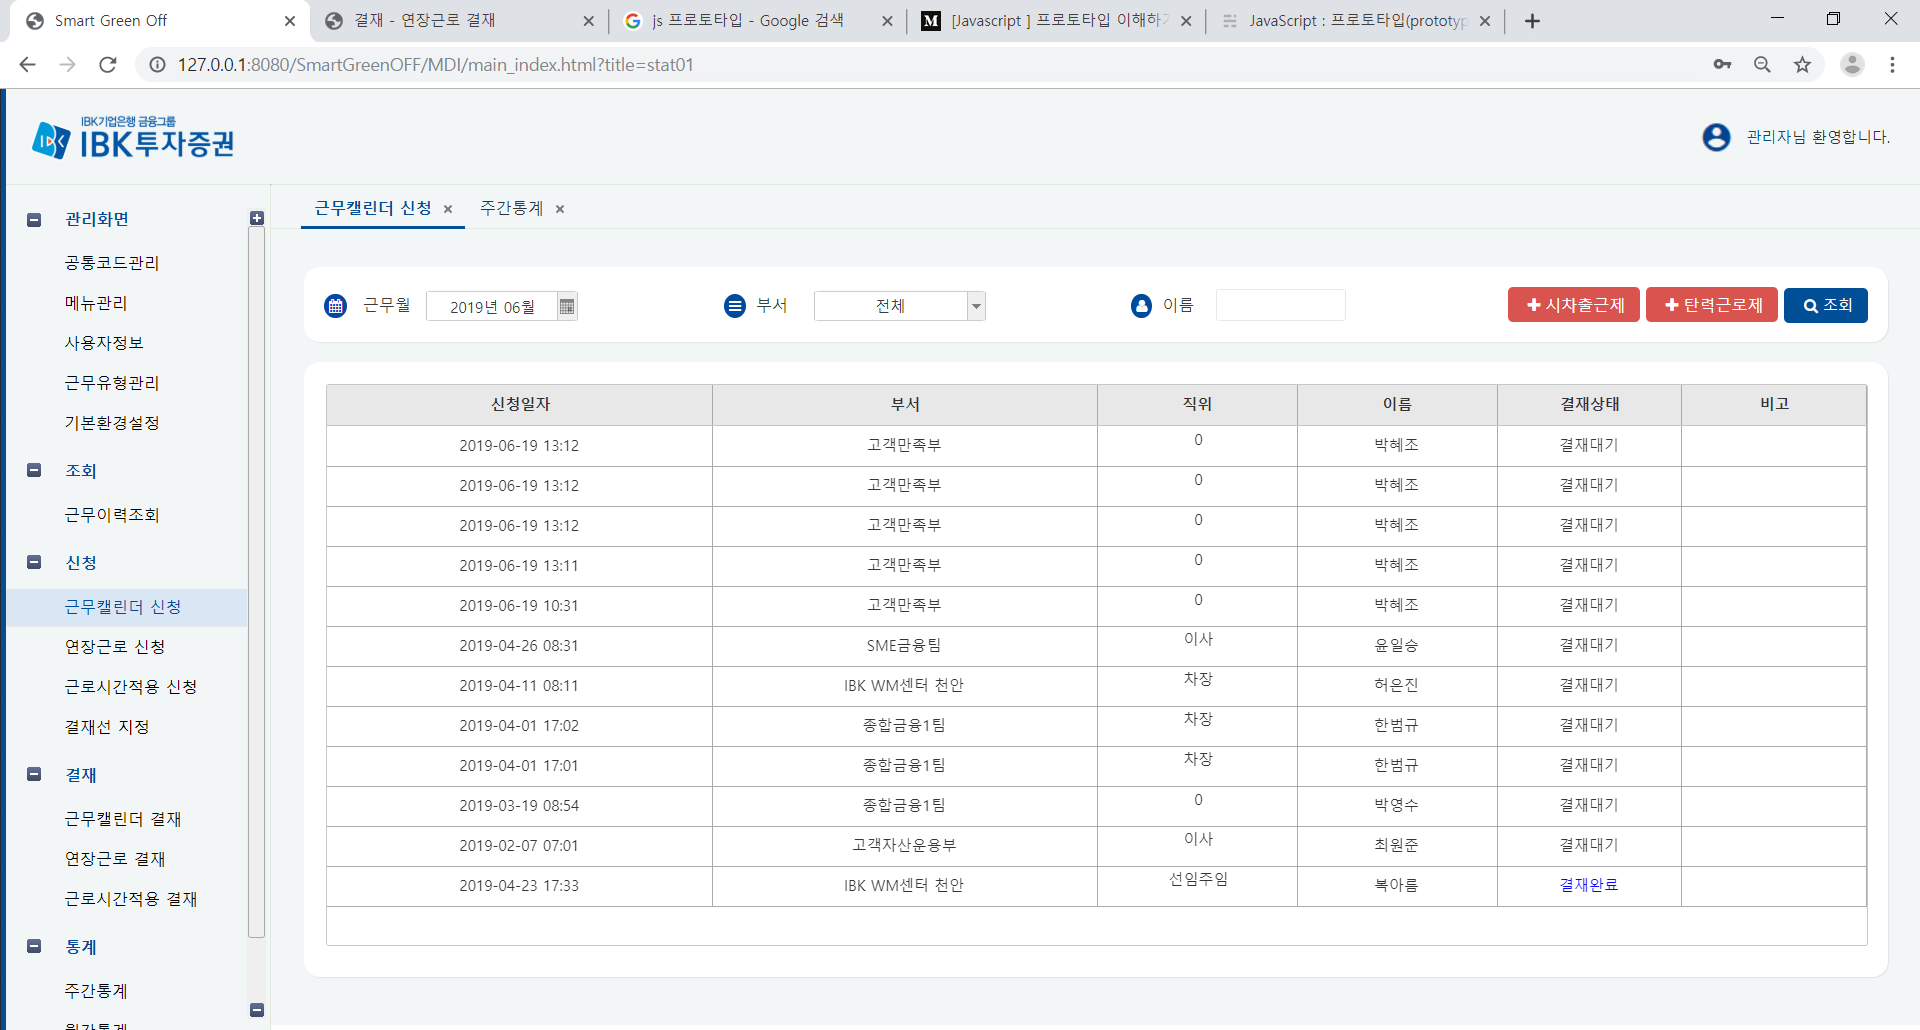 Smart Green Off
결재 - 연장근로 결재
js 프로토타입 - Google 검색
[Javascript ] 프로토타입 이해하기
JavaScript : 프로토타입(prototyp
127.0.0.1:8080/SmartGreenOFF/MDI/main_index.html?title=stat01
IBK기업은행 금융그룹
IBK투자증권
관리자님 환영합니다.
관리화면
공통코드관리
메뉴관리
사용자정보
근무유형관리
기본환경설정
조회
근무이력조회
신청
근무캘린더 신청
연장근로 신청
근로시간적용 신청
결재선 지정
결재
근무캘린더 결재
연장근로 결재
근로시간적용 결재
통계
주간통계
월간통계
근무캘린더 신청
주간통계
근무월 2019년 06월 부서 전체 이름 시차출근제 탄력근로제 조회
신청일자 부서 직위 이름 결재상태 비고
2019-06-19 13:12 고객만족부 0 박혜조 결재대기
2019-06-19 13:12 고객만족부 0 박혜조 결재대기
2019-06-19 13:12 고객만족부 0 박혜조 결재대기
2019-06-19 13:11 고객만족부 0 박혜조 결재대기
2019-06-19 10:31 고객만족부 0 박혜조 결재대기
2019-04-26 08:31 SME금융팀 이사 윤일승 결재대기
2019-04-11 08:11 IBK WM센터 천안 차장 허은진 결재대기
2019-04-01 17:02 종합금융1팀 차장 한범규 결재대기
2019-04-01 17:01 종합금융1팀 차장 한범규 결재대기
2019-03-19 08:54 종합금융1팀 0 박영수 결재대기
2019-02-07 07:01 고객자산운용부 이사 최원준 결재대기
2019-04-23 17:33 IBK WM센터 천안 선임주임 복아름 결재완료